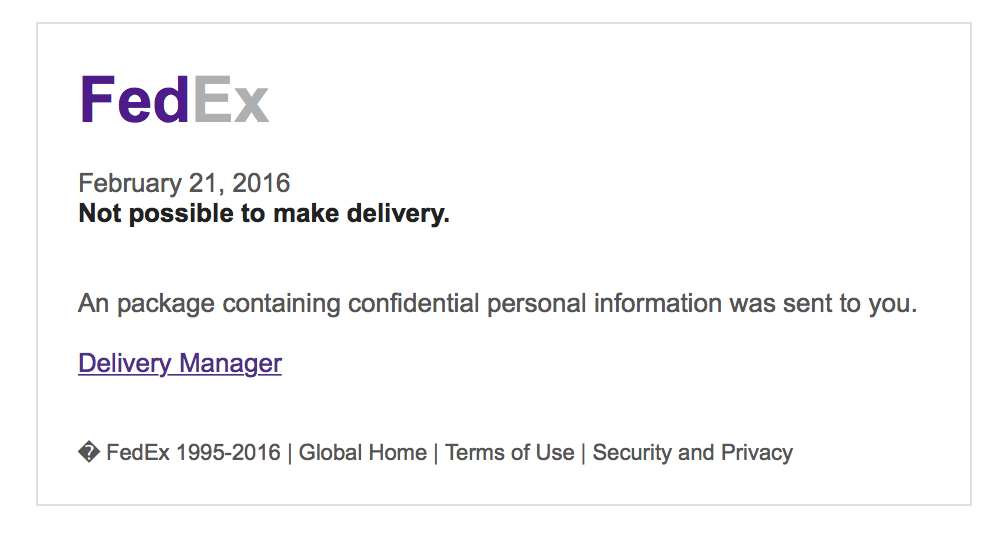 FedEx
February 21, 2016
Not possible to make delivery.
An package containing confidential personal information was sent to you.
Delivery Manager
� FedEx 1995-2016 | Global Home | Terms of Use | Security and Privacy